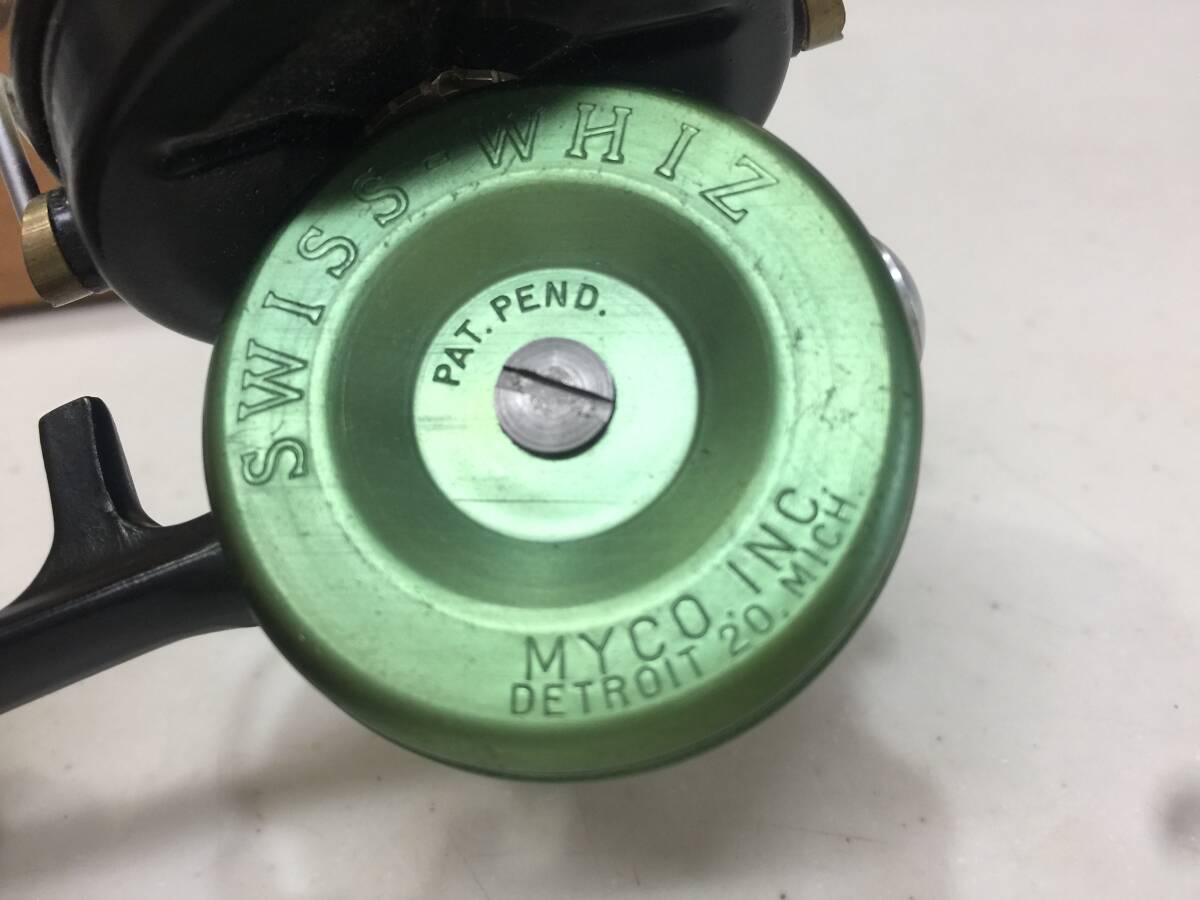 SWISS-WHIZ
PAT. PEND.
MYCO. INC.
DETROIT 20. MICH.